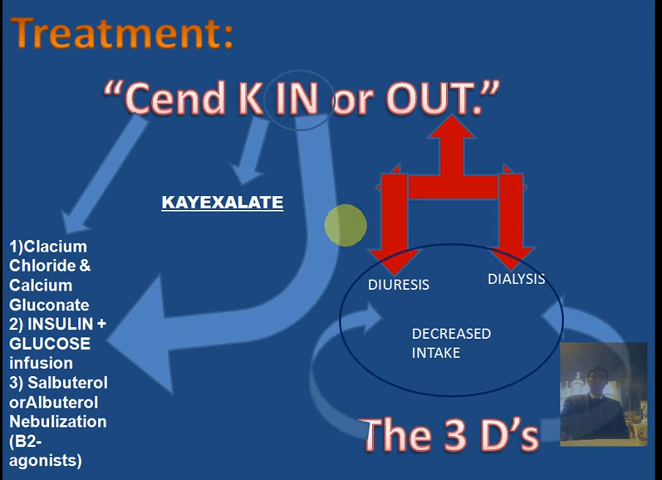 Treatment:
“Cend K IN or OUT.”
KAYEXALATE
1)Clacium
Chloride &
Calcium
Gluconate
2) INSULIN +
GLUCOSE
infusion
3) Salbuterol
orAlbuterol
Nebulization
(B2-
agonists)
DIURESIS
DIALYSIS
DECREASED
INTAKE
The 3 D’s